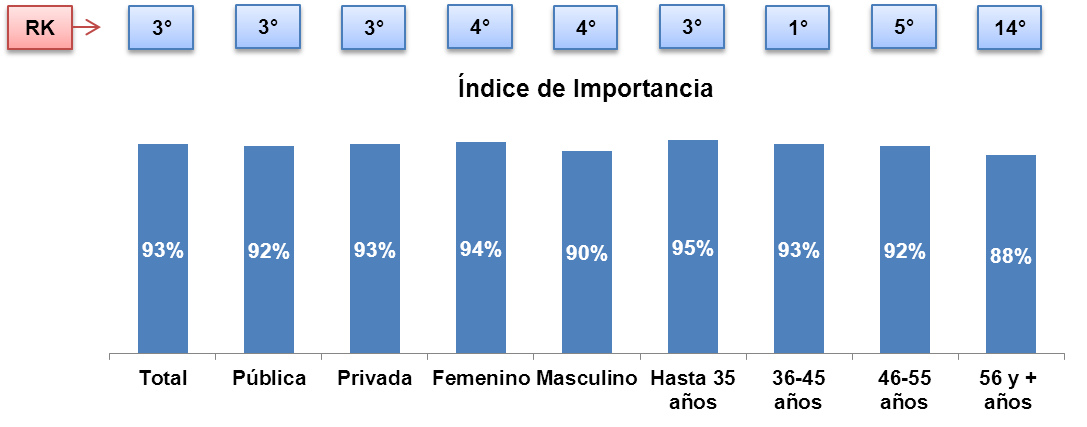 RK 3° 3° 3° 4° 4° 3° 1° 5° 14°
Índice de Importancia
93% 92% 93% 94% 90% 95% 93% 92% 88%
Total Pública Privada Femenino Masculino Hasta 35 36-45 46-55 56 y +
años años años años